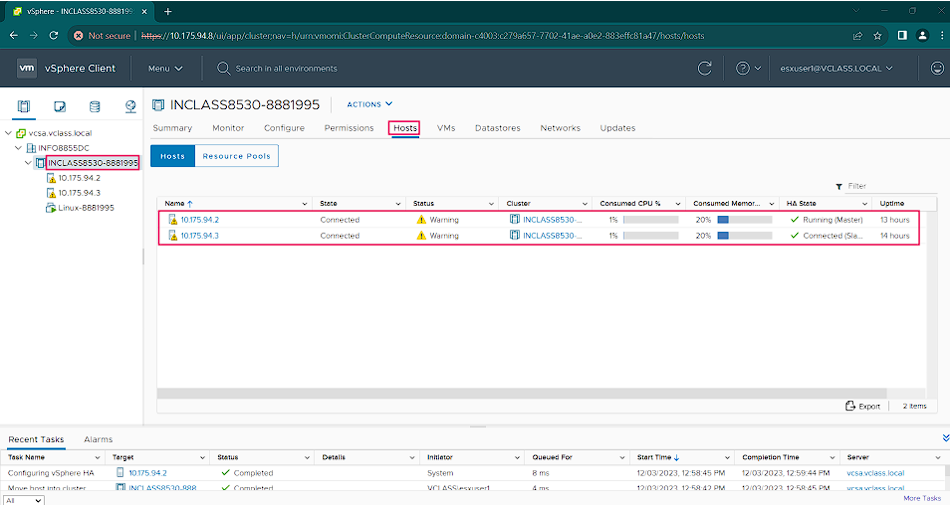 vSphere - INCLASS8530-888199
Not secure | https://10.175.94.8/ui/app/cluster;nav=h/urn:vmomi:ClusterComputeResource:domain-c4003:c279a657-7702-41ae-a0e2-883effc81a47/hosts/hosts
vm vSphere Client Menu Search in all environments esxuser1@VCLASS.LOCAL
INCLASS8530-8881995 ACTIONS
Summary Monitor Configure Permissions Hosts VMs Datastores Networks Updates
vcsa.vclass.local
INFO8855DC
INCLASS8530-8881995
10.175.94.2
10.175.94.3
Linux-8881995
Hosts Resource Pools
Filter
Name State Status Cluster Consumed CPU % Consumed Memor... HA State Uptime
10.175.94.2 Connected Warning INCLASS8530-... 1% 20% Running (Master) 13 hours
10.175.94.3 Connected Warning INCLASS8530-... 1% 20% Connected (Sla... 14 hours
Export 2 items
Recent Tasks Alarms
Task Name Target Status Details Initiator Queued For Start Time Completion Time Server
Configuring vSphere HA 10.175.94.2 Completed System 8 ms 12/03/2023, 12:58:45 PM 12/03/2023, 12:59:44 PM vcsa.vclass.local
Move host into cluster INCLASS8530-888 Completed VCLASS\esxuser1 4 ms 12/03/2023, 12:58:42 PM 12/03/2023, 12:58:45 PM vcsa.vclass.local
All More Tasks